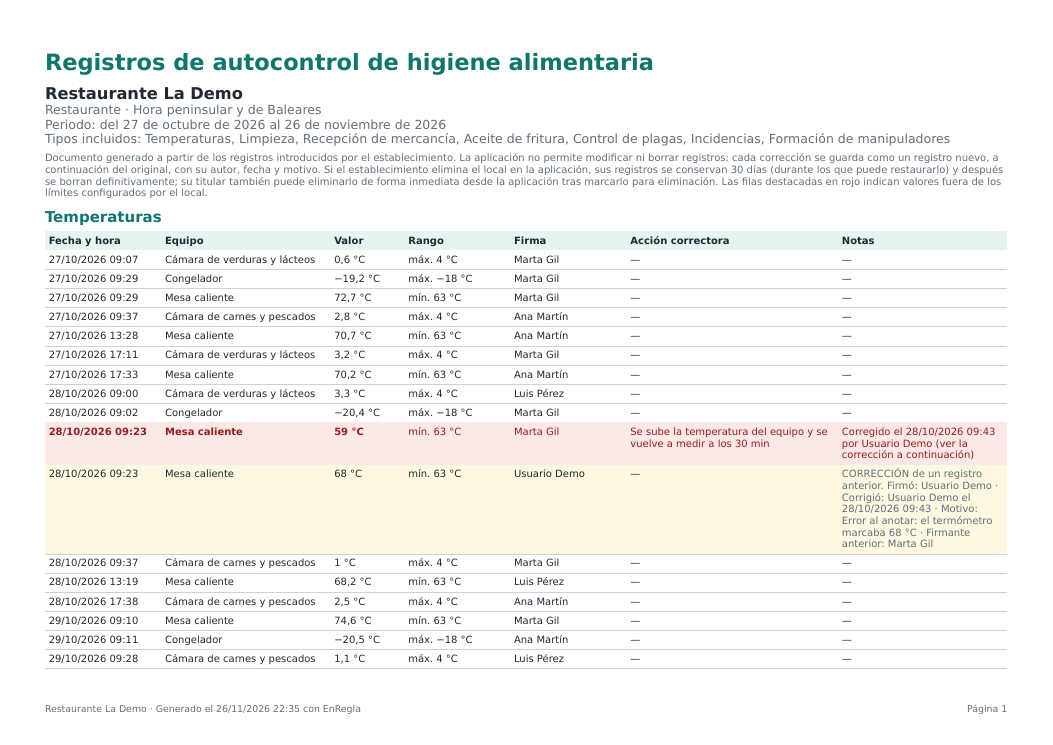 Registros de autocontrol de higiene alimentaria
Restaurante La Demo
Restaurante · Hora peninsular y de Baleares
Periodo: del 27 de octubre de 2026 al 26 de noviembre de 2026
Tipos incluidos: Temperaturas, Limpieza, Recepción de mercancía, Aceite de fritura, Control de plagas, Incidencias, Formación de manipuladores
Documento generado a partir de los registros introducidos por el establecimiento. La aplicación no permite modificar ni borrar registros: cada corrección se guarda como un registro nuevo, a
continuación del original, con su autor, fecha y motivo. Si el establecimiento elimina el local en la aplicación, sus registros se conservan 30 días (durante los que puede restaurarlo) y después
se borran definitivamente; su titular también puede eliminarlo de forma inmediata desde la aplicación tras marcarlo para eliminación. Las filas destacadas en rojo indican valores fuera de los
límites configurados por el local.
Temperaturas
Fecha y hora Equipo Valor Rango Firma Acción correctora Notas
27/10/2026 09:07 Cámara de verduras y lácteos 0,6 °C máx. 4 °C Marta Gil — —
27/10/2026 09:29 Congelador −19,2 °C máx. −18 °C Marta Gil — —
27/10/2026 09:29 Mesa caliente 72,7 °C mín. 63 °C Marta Gil — —
27/10/2026 09:37 Cámara de carnes y pescados 2,8 °C máx. 4 °C Ana Martín — —
27/10/2026 13:28 Mesa caliente 70,7 °C mín. 63 °C Ana Martín — —
27/10/2026 17:11 Cámara de verduras y lácteos 3,2 °C máx. 4 °C Marta Gil — —
27/10/2026 17:33 Mesa caliente 70,2 °C mín. 63 °C Ana Martín — —
28/10/2026 09:00 Cámara de verduras y lácteos 3,3 °C máx. 4 °C Luis Pérez — —
28/10/2026 09:02 Congelador −20,4 °C máx. −18 °C Marta Gil — —
28/10/2026 09:23 Mesa caliente 59 °C mín. 63 °C Marta Gil Se sube la temperatura del equipo y se Corregido el 28/10/2026 09:43
vuelve a medir a los 30 min por Usuario Demo (ver la
corrección a continuación)
28/10/2026 09:23 Mesa caliente 68 °C mín. 63 °C Usuario Demo — CORRECCIÓN de un registro
anterior. Firmó: Usuario Demo ·
Corrigió: Usuario Demo el
28/10/2026 09:43 · Motivo:
Error al anotar: el termómetro
marcaba 68 °C · Firmante
anterior: Marta Gil
28/10/2026 09:37 Cámara de carnes y pescados 1 °C máx. 4 °C Marta Gil — —
28/10/2026 13:19 Mesa caliente 68,2 °C mín. 63 °C Luis Pérez — —
28/10/2026 17:38 Cámara de carnes y pescados 2,5 °C máx. 4 °C Ana Martín — —
29/10/2026 09:10 Mesa caliente 74,6 °C mín. 63 °C Marta Gil — —
29/10/2026 09:11 Congelador −20,5 °C máx. −18 °C Ana Martín — —
29/10/2026 09:28 Cámara de carnes y pescados 1,1 °C máx. 4 °C Luis Pérez — —
Restaurante La Demo · Generado el 26/11/2026 22:35 con EnRegla Página 1